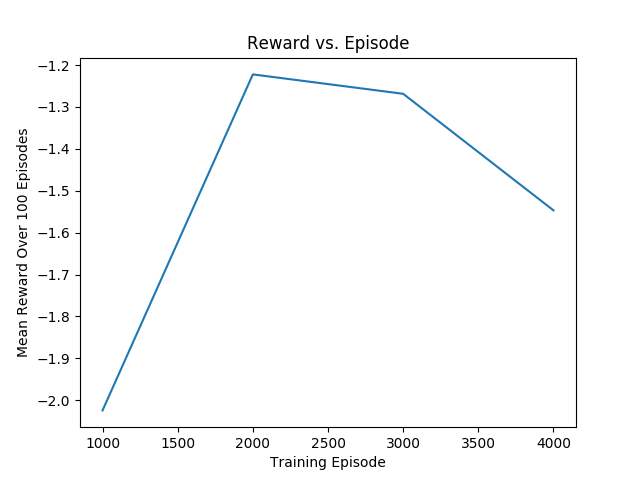 Reward vs. Episode
−1.2
−1.3
−1.4
−1.5
−1.6
−1.7
−1.8
−1.9
−2.0
Mean Reward Over 100 Episodes
1000 1500 2000 2500 3000 3500 4000
Training Episode